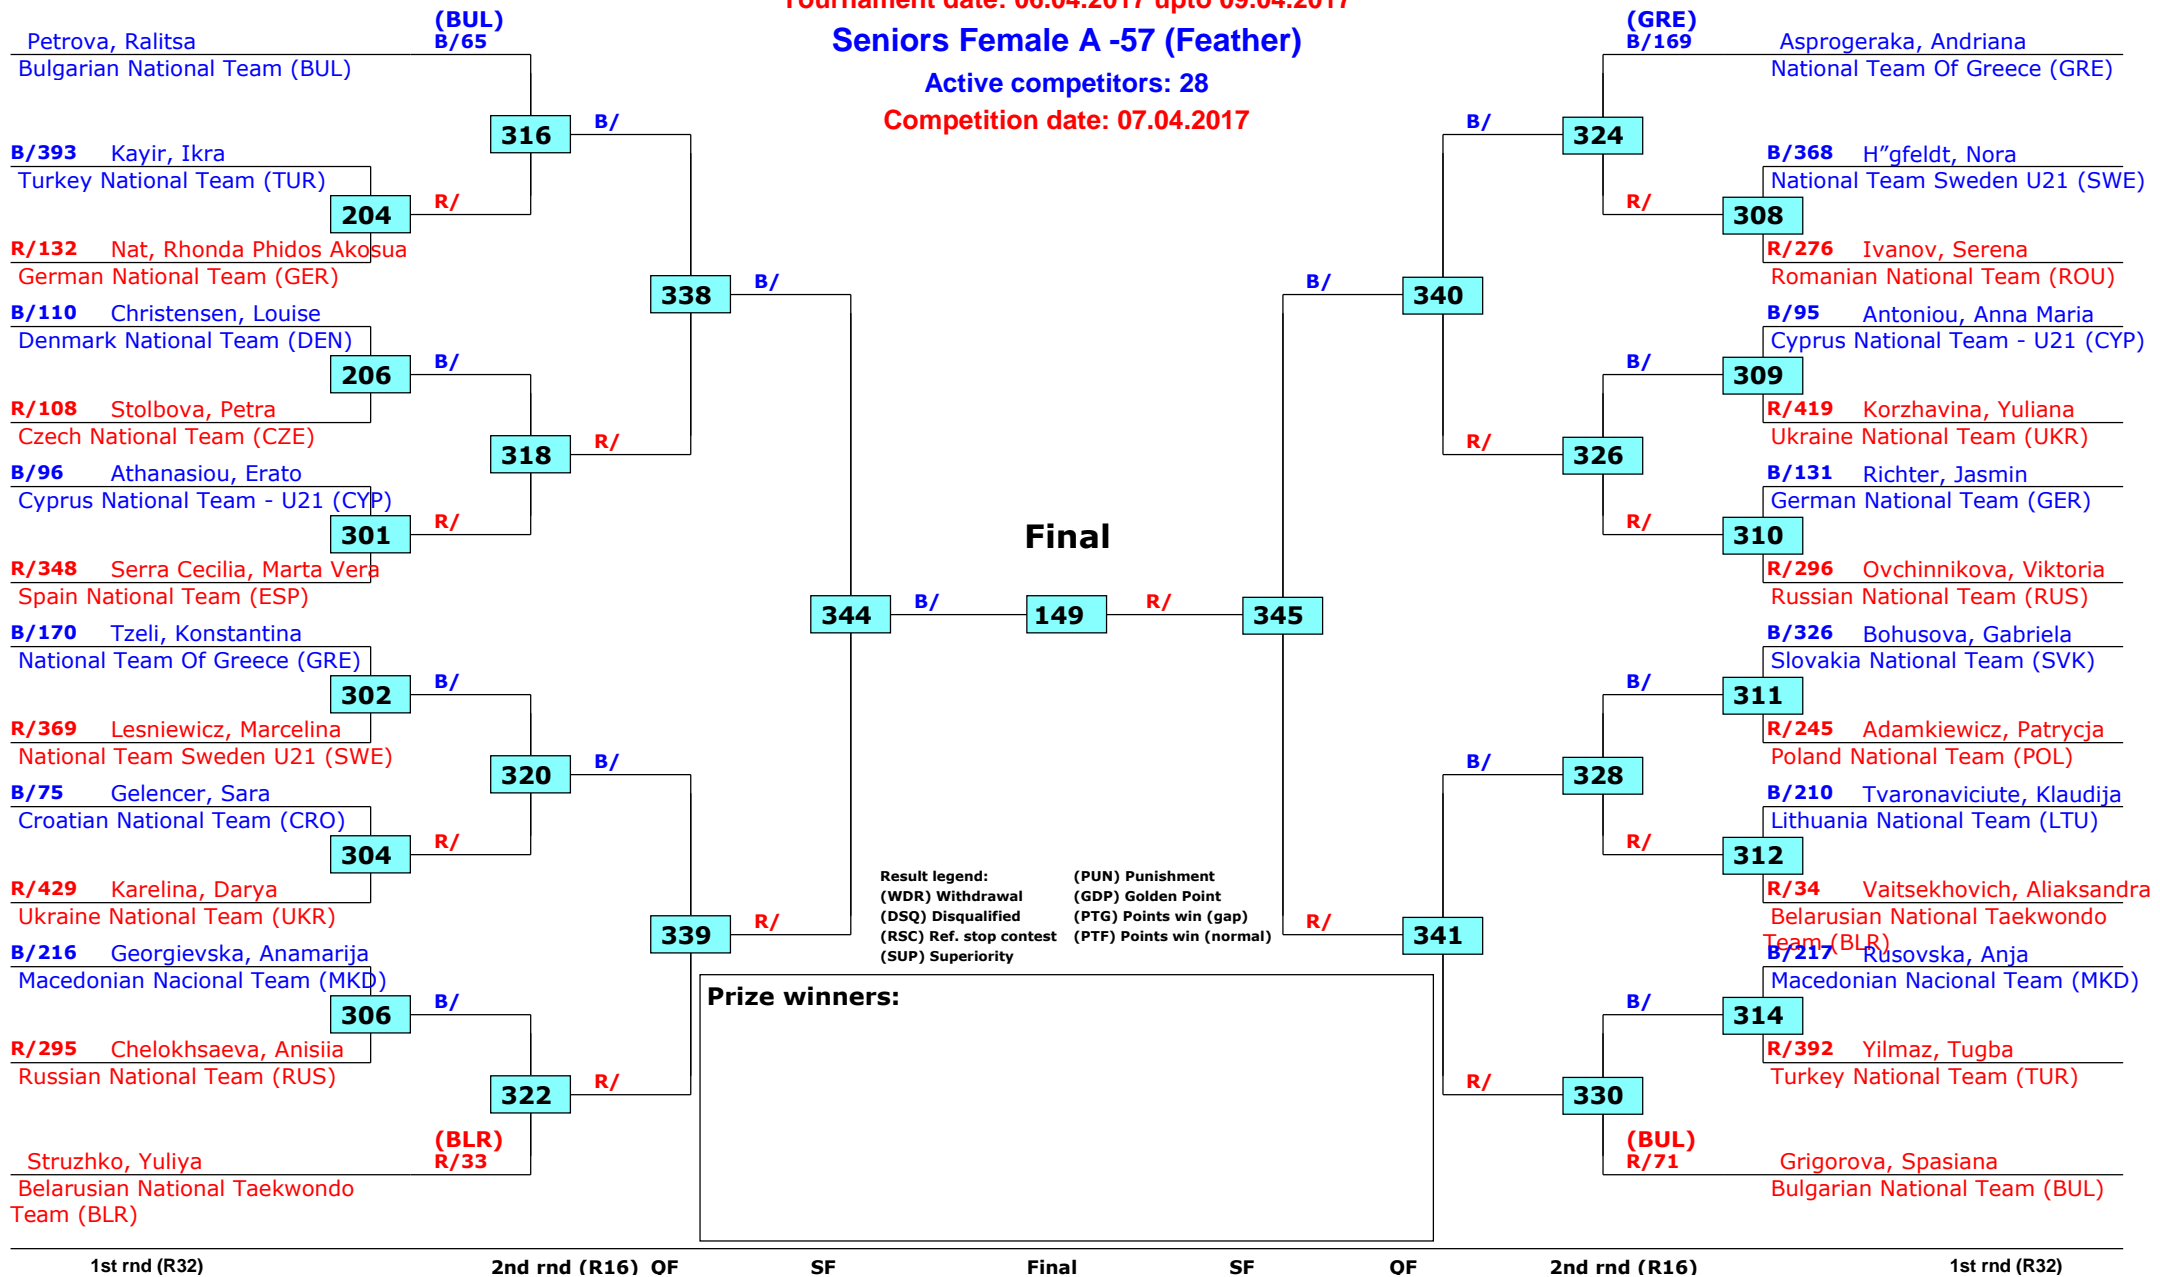 Tournament date: 06.04.2017 upto 09.04.2017
Seniors Female A -57 (Feather)
Active competitors: 28
Competition date: 07.04.2017
(BUL)
Petrova, Ralitsa B/65
Bulgarian National Team (BUL)
316
B/
B/393 Kayir, Ikra
Turkey National Team (TUR)
204
R/
R/132 Nat, Rhonda Phidos Akosua
German National Team (GER)
338
B/
B/110 Christensen, Louise
Denmark National Team (DEN)
206
B/
R/108 Stolbova, Petra
Czech National Team (CZE)
318
R/
B/96 Athanasiou, Erato
Cyprus National Team - U21 (CYP)
301
R/
R/348 Serra Cecilia, Marta Vera
Spain National Team (ESP)
344
B/
B/170 Tzeli, Konstantina
National Team Of Greece (GRE)
302
B/
R/369 Lesniewicz, Marcelina
National Team Sweden U21 (SWE)
320
B/
B/75 Gelencer, Sara
Croatian National Team (CRO)
304
R/
R/429 Karelina, Darya
Ukraine National Team (UKR)
339
R/
B/216 Georgievska, Anamarija
Macedonian Nacional Team (MKD)
306
B/
R/295 Chelokhsaeva, Anisiia
Russian National Team (RUS)
322
R/
(BLR)
Struzhko, Yuliya R/33
Belarusian National Taekwondo
Team (BLR)
Final
149
R/
345
Result legend: (PUN) Punishment
(WDR) Withdrawal (GDP) Golden Point
(DSQ) Disqualified (PTG) Points win (gap)
(RSC) Ref. stop contest (PTF) Points win (normal)
(SUP) Superiority
Prize winners:
(GRE)
B/169 Asprogeraka, Andriana
National Team Of Greece (GRE)
B/
324
B/368 H”gfeldt, Nora
National Team Sweden U21 (SWE)
R/
308
R/276 Ivanov, Serena
Romanian National Team (ROU)
B/
340
B/95 Antoniou, Anna Maria
Cyprus National Team - U21 (CYP)
B/
309
R/419 Korzhavina, Yuliana
Ukraine National Team (UKR)
R/
326
B/131 Richter, Jasmin
German National Team (GER)
R/
310
R/296 Ovchinnikova, Viktoria
Russian National Team (RUS)
B/326 Bohusova, Gabriela
Slovakia National Team (SVK)
B/
311
R/245 Adamkiewicz, Patrycja
Poland National Team (POL)
B/
328
B/210 Tvaronaviciute, Klaudija
Lithuania National Team (LTU)
R/
312
R/34 Vaitsekhovich, Aliaksandra
Belarusian National Taekwondo
Team (BLR)
R/
341
B/217 Rusovska, Anja
Macedonian Nacional Team (MKD)
B/
314
R/392 Yilmaz, Tugba
Turkey National Team (TUR)
R/
330
(BUL)
R/71 Grigorova, Spasiana
Bulgarian National Team (BUL)
1st rnd (R32) 2nd rnd (R16) QF SF Final SF QF 2nd rnd (R16) 1st rnd (R32)